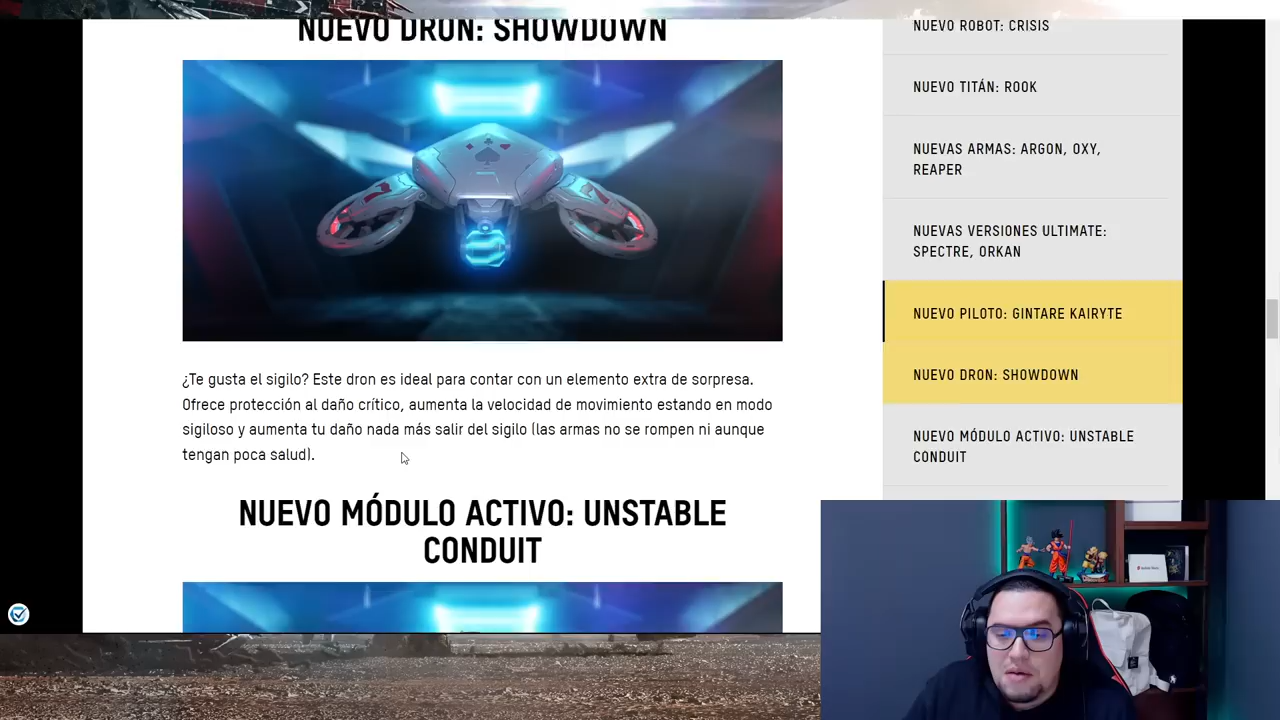 NUEVO DRON: SHOWDOWN
¿Te gusta el sigilo? Este dron es ideal para contar con un elemento extra de sorpresa.
Ofrece protección al daño crítico, aumenta la velocidad de movimiento estando en modo
sigiloso y aumenta tu daño nada más salir del sigilo (las armas no se rompen ni aunque
tengan poca salud).
NUEVO MÓDULO ACTIVO: UNSTABLE
CONDUIT
NUEVO ROBOT: CRISIS
NUEVO TITÁN: ROOK
NUEVAS ARMAS: ARGON, OXY,
REAPER
NUEVAS VERSIONES ULTIMATE:
SPECTRE, ORKAN
NUEVO PILOTO: GINTARE KAIRYTE
NUEVO DRON: SHOWDOWN
NUEVO MÓDULO ACTIVO: UNSTABLE
CONDUIT